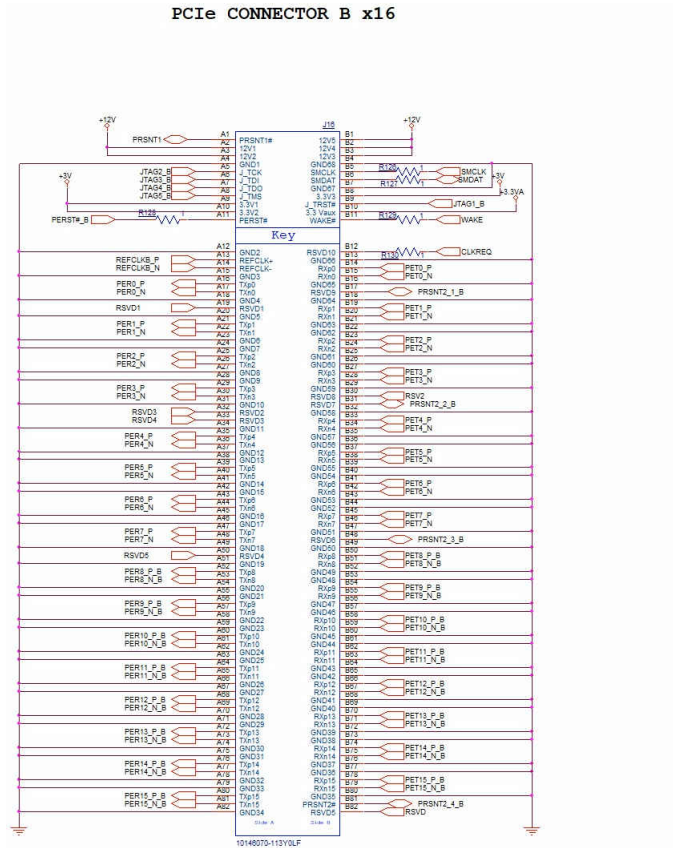 PCIe CONNECTOR B x16
+12V J16 +12V
PRSNT1 A1 PRSNT1# 12V5 B1
A2 12V1 12V4 B2
A3 12V2 12V3 B3
A4 GND1 GND68 B4
JTAG2_B A5 J_TCK SMCLK B5 R126 1 SMCLK
JTAG3_B A6 J_TDI SMDAT B6 R127 1 SMDAT
+3V JTAG4_B A7 J_TDO GND67 B7 +3V
JTAG5_B A8 J_TMS 3.3V3 B8 +3.3VA
A9 3.3V1 J_TRST# B9 JTAG1_B
R128 1 A10 3.3V2 3.3 Vaux B10
PERST#_B A11 PERST# WAKE# B11 R129 1 WAKE
Key
A12 GND2 RSVD10 B12 R130 1 CLKREQ
REFCLKB_P A13 REFCLK+ GND66 B13
REFCLKB_N A14 REFCLK- RXp0 B14 PET0_P
A15 GND3 RXn0 B15 PET0_N
PER0_P A16 TXp0 GND65 B16
PER0_N A17 TXn0 RSVD9 B17 PRSNT2_1_B
A18 GND4 GND64 B18
RSVD1 A19 RSVD1 RXp1 B19 PET1_P
A20 GND5 RXn1 B20 PET1_N
PER1_P A21 TXp1 GND63 B21
PER1_N A22 TXn1 GND62 B22
A23 GND6 RXp2 B23 PET2_P
A24 GND7 RXn2 B24 PET2_N
PER2_P A25 TXp2 GND61 B25
PER2_N A26 TXn2 GND60 B26
A27 GND8 RXp3 B27 PET3_P
A28 GND9 RXn3 B28 PET3_N
PER3_P A29 TXp3 GND59 B29
PER3_N A30 TXn3 RSVD8 B30 RSV2
A31 GND10 RSVD7 B31 PRSNT2_2_B
RSVD3 A32 RSVD2 GND58 B32
RSVD4 A33 RSVD3 RXp4 B33 PET4_P
A34 RXn4 B34 PET4_N
PER4_P A35 TXp4 GND57 B35
PER4_N A36 TXn4 GND56 B36
A37 GND12 RXp5 B37 PET5_P
A38 GND13 RXn5 B38 PET5_N
PER5_P A39 TXp5 GND55 B39
PER5_N A40 TXn5 GND54 B40
A41 GND14 RXp6 B41 PET6_P
A42 GND15 RXn6 B42 PET6_N
PER6_P A43 TXp6 GND53 B43
PER6_N A44 TXn6 GND52 B44
A45 GND16 RXp7 B45 PET7_P
A46 GND17 RXn7 B46 PET7_N
PER7_P A47 TXp7 GND51 B47
PER7_N A48 TXn7 RSVD6 B48 PRSNT2_3_B
A49 GND18 GND50 B49
RSVD5 A50 RSVD4 RXp8 B50 PET8_P_B
A51 GND19 RXn8 B51 PET8_N_B
PER8_P_B A52 TXp8 GND49 B52
PER8_N_B A53 TXn8 GND48 B53
A54 GND20 RXp9 B54 PET9_P_B
A55 GND21 RXn9 B55 PET9_N_B
PER9_P_B A56 TXp9 GND47 B56
PER9_N_B A57 TXn9 GND46 B57
A58 GND22 RXp10 B58 PET10_P_B
A59 GND23 RXn10 B59 PET10_N_B
PER10_P_B A60 TXp10 GND45 B60
PER10_N_B A61 TXn10 GND44 B61
A62 GND24 RXp11 B62 PET11_P_B
A63 GND25 RXn11 B63 PET11_N_B
PER11_P_B A64 TXp11 GND43 B64
PER11_N_B A65 TXn11 GND42 B65
A66 GND26 RXp12 B66 PET12_P_B
A67 GND27 RXn12 B67 PET12_N_B
PER12_P_B A68 TXp12 GND41 B68
PER12_N_B A69 TXn12 GND40 B69
A70 GND28 RXp13 B70 PET13_P_B
A71 GND29 RXn13 B71 PET13_N_B
PER13_P_B A72 TXp13 GND39 B72
PER13_N_B A73 TXn13 GND38 B73
A74 GND30 RXp14 B74 PET14_P_B
A75 GND31 RXn14 B75 PET14_N_B
PER14_P_B A76 TXp14 GND37 B76
PER14_N_B A77 TXn14 GND36 B77
A78 GND32 RXp15 B78 PET15_P_B
A79 GND33 RXn15 B79 PET15_N_B
PER15_P_B A80 TXp15 GND35 B80
PER15_N_B A81 TXn15 PRSNT2# B81 PRSNT2_4_B
A82 GND34 RSVD5 B82 RSVD
Side A Side B
10146070-113Y0LF